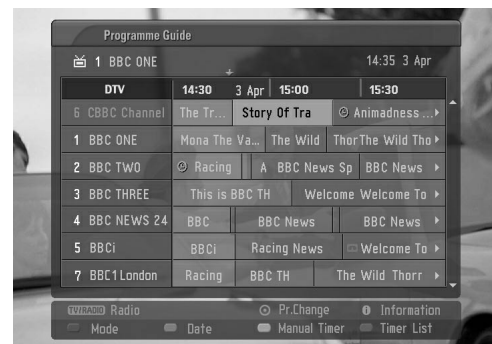 Programme Guide
1 BBC ONE 14:35 3 Apr
DTV 14:30 3 Apr 15:00 15:30
6 CBBC Channel The Tr... Story Of Tra Animadness ...
1 BBC ONE Mona The Va... The Wild ThorThe Wild Tho
2 BBC TWO Racing A BBC News Sp BBC News
3 BBC THREE This is BBC TH Welcome Welcome To
4 BBC NEWS 24 BBC BBC News BBC News
5 BBCi BBCi Racing News Welcome To
7 BBC1London Racing BBC TH The Wild Thorr
TV/RADIO Radio Pr.Change Information
Mode Date Manual Timer Timer List